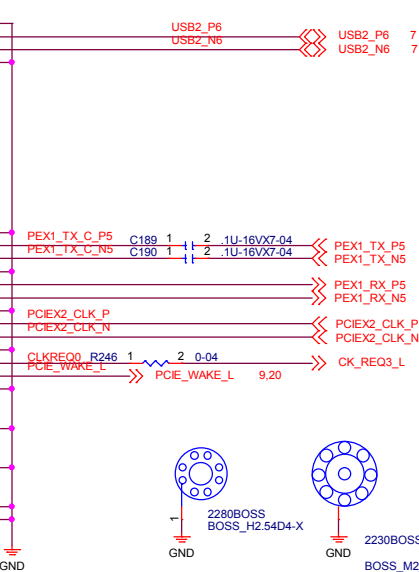 USB2_P6
USB2_P6 7
USB2_N6
USB2_N6 7
PEX1_TX_C_P5 C189 1 2 .1U-16VX7-04 PEX1_TX_P5
PEX1_TX_C_N5 C190 1 2 .1U-16VX7-04 PEX1_TX_N5
PEX1_RX_P5
PEX1_RX_N5
PCIEX2_CLK_P PCIEX2_CLK_P
PCIEX2_CLK_N PCIEX2_CLK_N
CLKREQ0 R246 1 2 0-04 CK_REQ3_L
PCIE_WAKE_L
PCIE_WAKE_L 9,20
1
2280BOSS
BOSS_H2.54D4-X
2230BOSS
GND
GND
GND
BOSS_M2